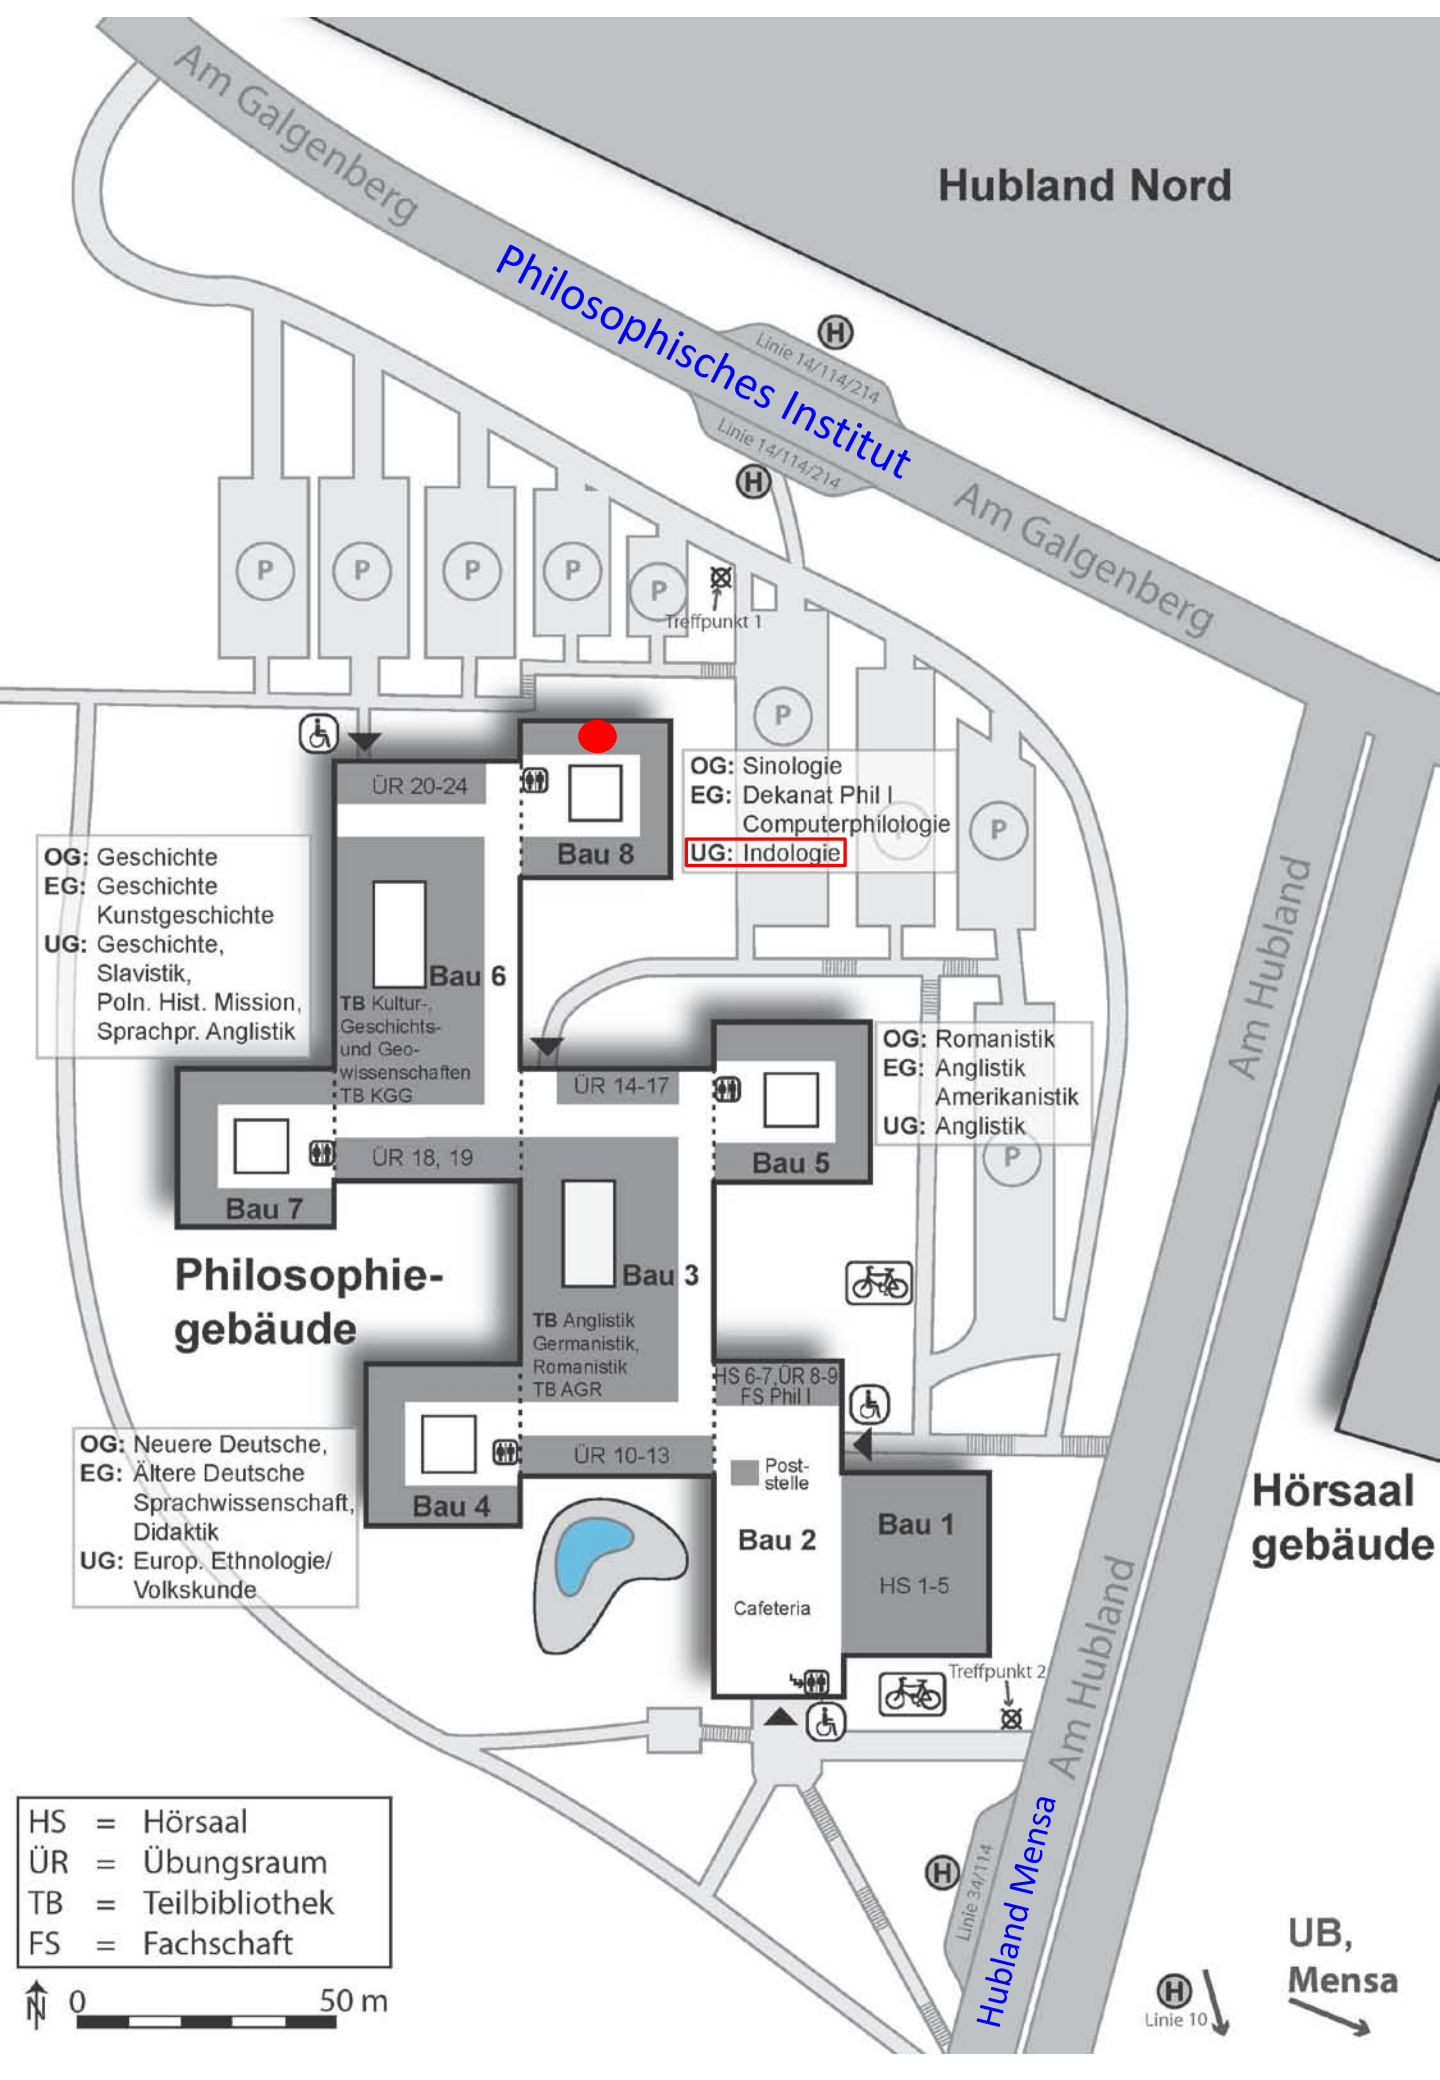 Am Galgenberg
Hubland Nord
Philosophisches Institut
H
Linie 14/114/214
Linie 14/114/214
H
Am Galgenberg
P
P
P
P
P
Treffpunkt 1
P
OG: Sinologie
EG: Dekanat Phil I
Computerphilologie
UG: Indologie
P
P
ÜR 20-24
Bau 8
OG: Geschichte
EG: Geschichte
Kunstgeschichte
UG: Geschichte,
Slavistik,
Poln. Hist. Mission,
Sprachpr. Anglistik
Bau 6
TB Kultur-,
Geschichts-
und Geo-
wissenschaften
TB KGG
Am Hubland
OG: Romanistik
EG: Anglistik
Amerikanistik
UG: Anglistik
P
ÜR 14-17
ÜR 18, 19
Bau 5
Bau 7
Philosophie-
gebäude
Bau 3
TB Anglistik
Germanistik,
Romanistik
TB AGR
HS 6-7,ÜR 8-9
FS Phil I
OG: Neuere Deutsche,
EG: Ältere Deutsche
Sprachwissenschaft,
Didaktik
UG: Europ. Ethnologie/
Volkskunde
ÜR 10-13
Bau 4
Post-
stelle
Bau 2
Cafeteria
Bau 1
HS 1-5
Hörsaal
gebäude
Am Hubland
Treffpunkt 2
HS = Hörsaal
ÜR = Übungsraum
TB = Teilbibliothek
FS = Fachschaft
N
0 50 m
H
Linie 34/114
Hubland Mensa
UB,
Mensa
H
Linie 10